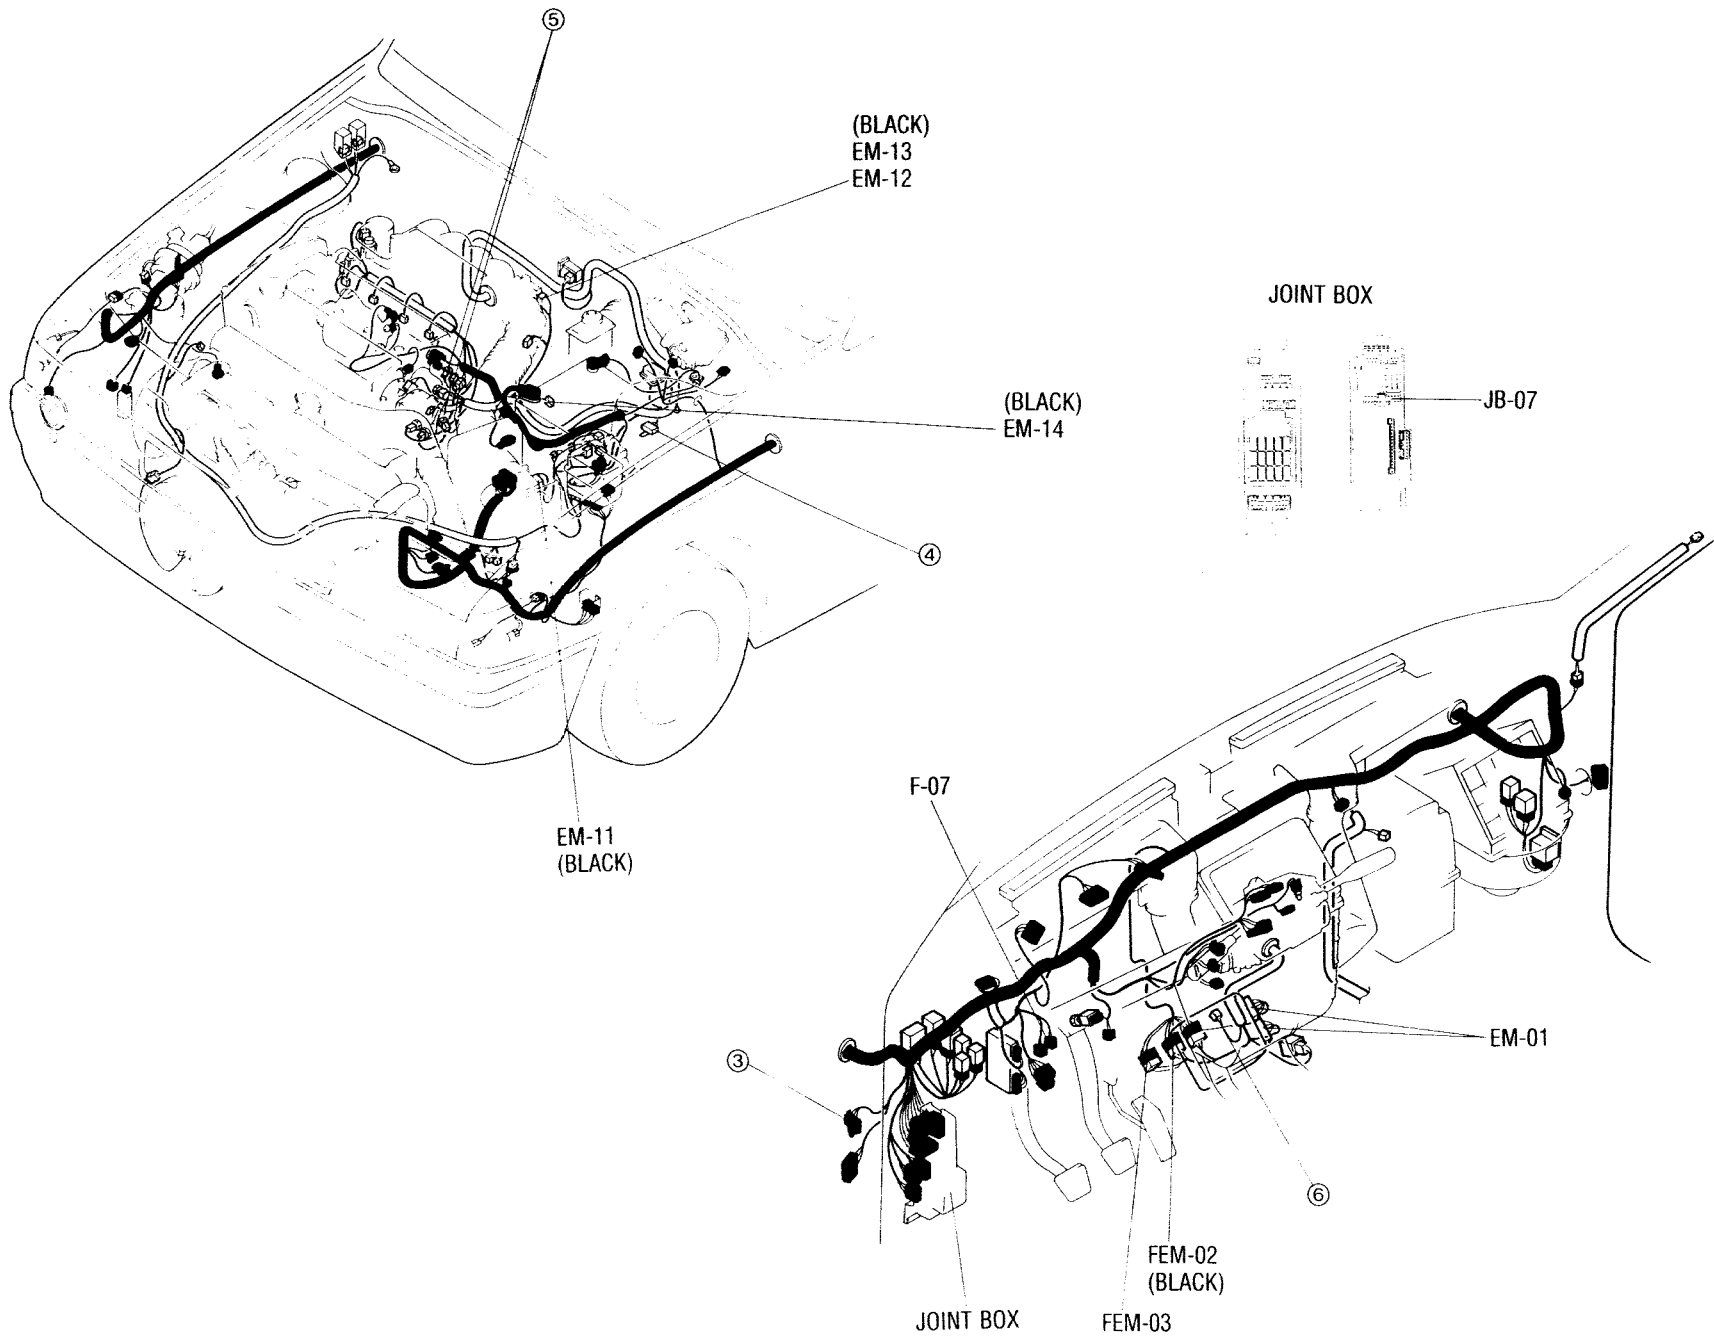 ⑤
(BLACK)
EM-13
EM-12
JOINT BOX
JB-07
(BLACK)
EM-14
④
EM-11
(BLACK)
F-07
EM-01
③
⑥
FEM-02
(BLACK)
JOINT BOX
FEM-03